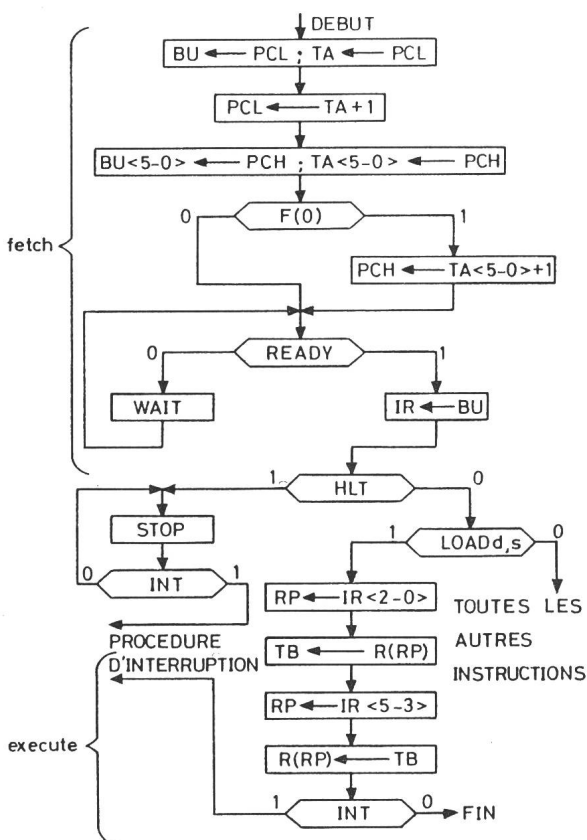 DEBUT
BU ← PCL ; TA ← PCL
PCL ← TA+1
BU<5-0> ← PCH ; TA<5-0> ← PCH
0 F(0) 1
fetch
PCH ← TA<5-0>+1
0 READY 1
WAIT
IR ← BU
1 HLT 0
STOP
1 LOADd,s 0
0 INT 1
RP ← IR<2-0>
TOUTES LES
AUTRES
INSTRUCTIONS
PROCEDURE
D'INTERRUPTION
TB ← R(RP)
RP ← IR<5-3>
execute
R(RP) ← TB
1 INT 0
FIN